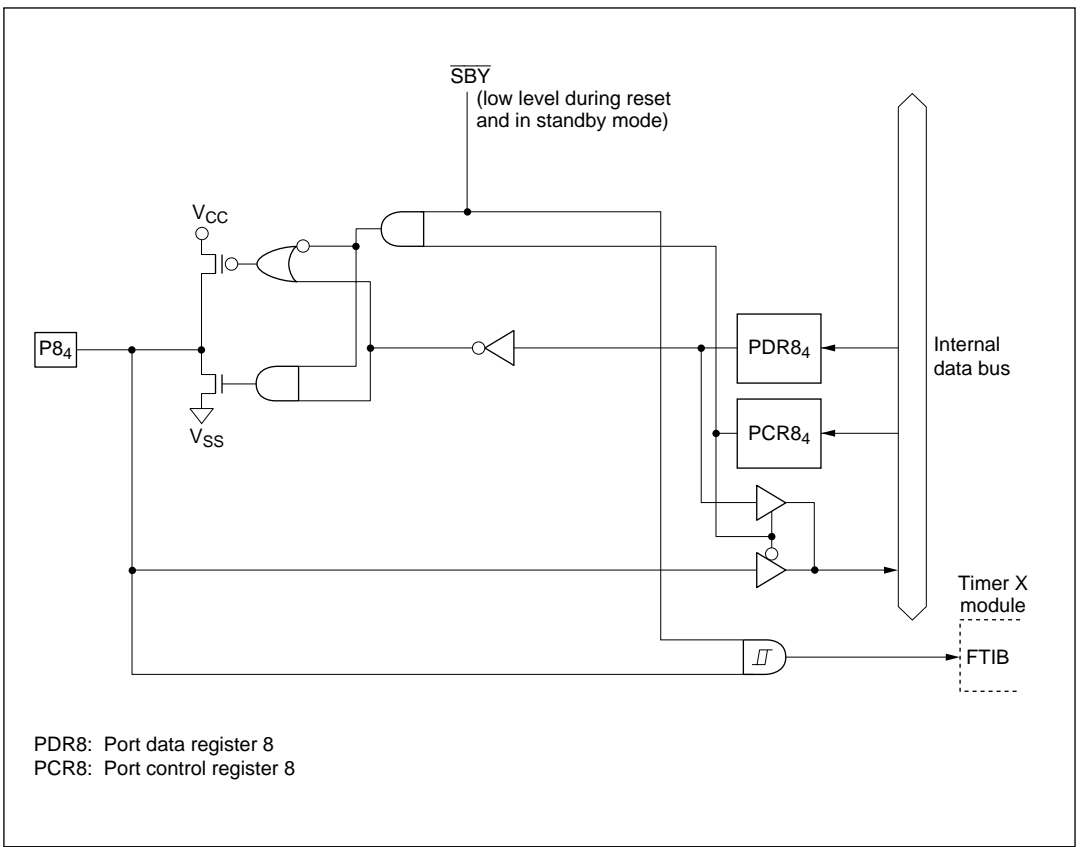 SBY
(low level during reset
and in standby mode)
VCC
P84
VSS
PDR84
PCR84
Internal
data bus
Timer X
module
FTIB
PDR8: Port data register 8
PCR8: Port control register 8